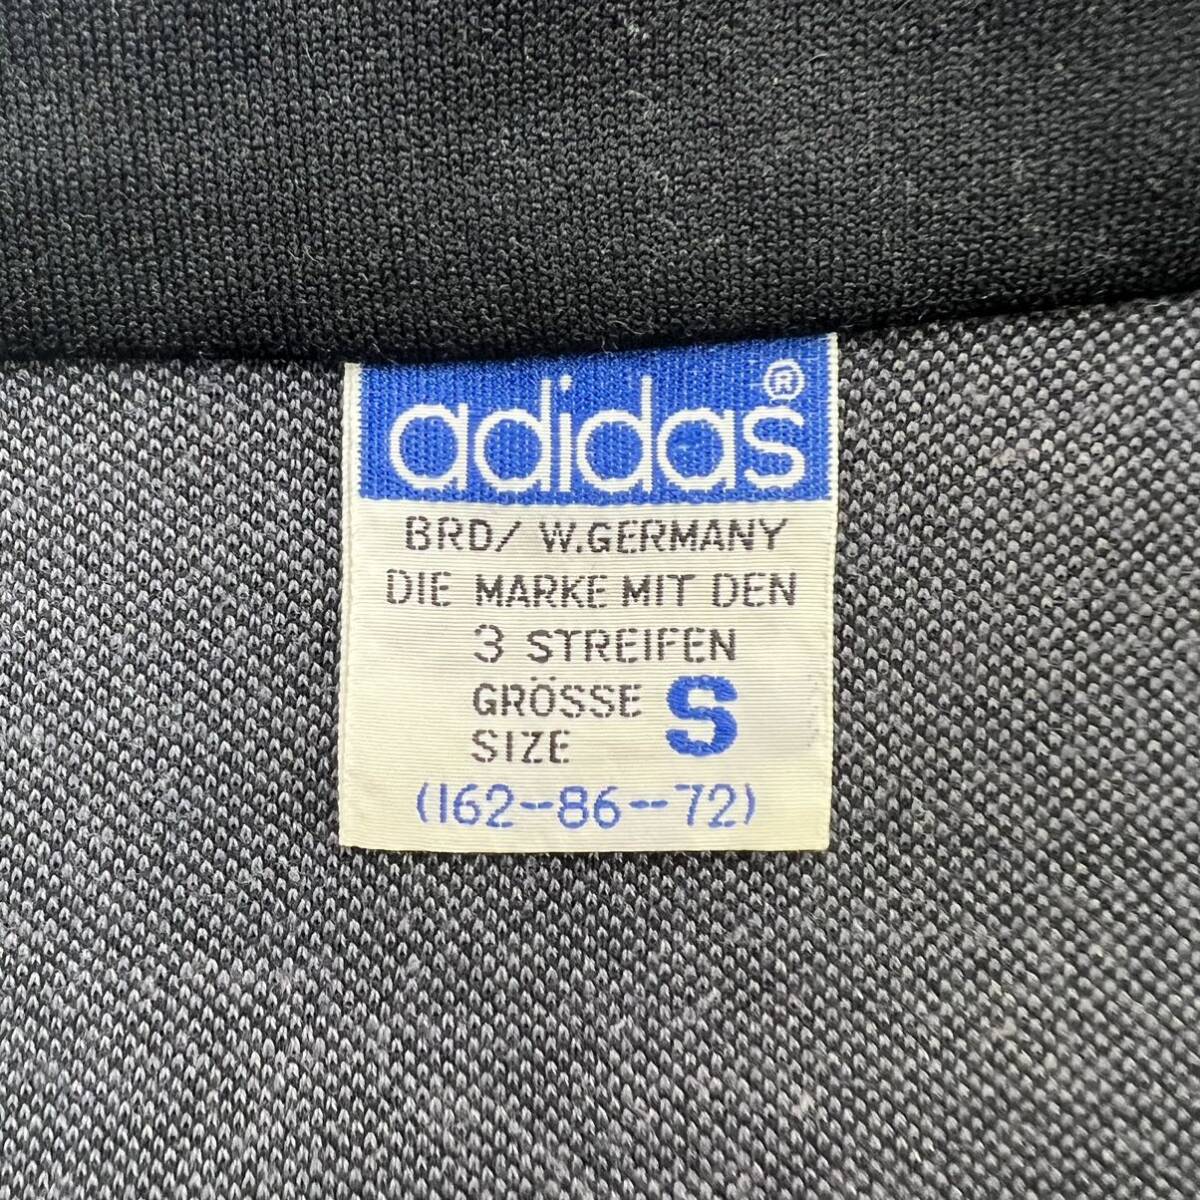 adidas®
BRD/ W.GERMANY
DIE MARKE MIT DEN
3 STREIFEN
GRÖSSE S
SIZE
(162--86--72)